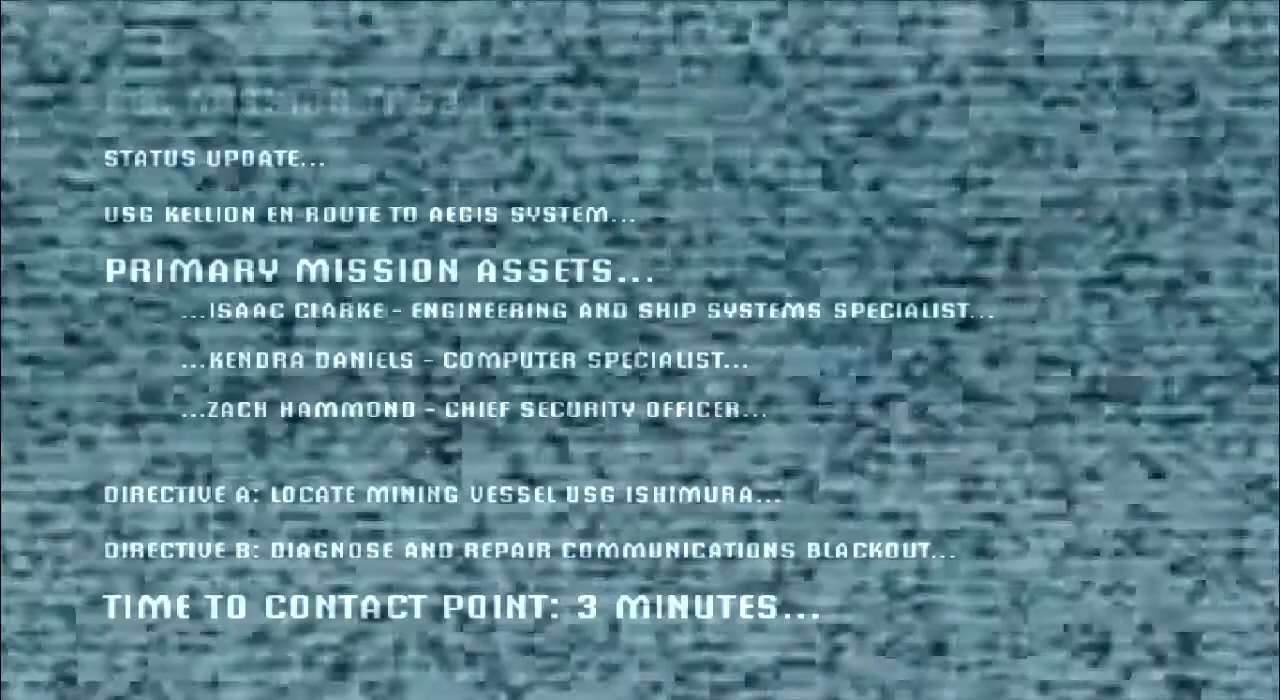 STATUS UPDATE...
USG KELLION EN ROUTE TO AEGIS SYSTEM...
PRIMARY MISSION ASSETS...
...ISAAC CLARKE - ENGINEERING AND SHIP SYSTEMS SPECIALIST...
...KENDRA DANIELS - COMPUTER SPECIALIST...
...ZACH HAMMOND - CHIEF SECURITY OFFICER...
DIRECTIVE A: LOCATE MINING VESSEL USG ISHIMURA...
DIRECTIVE B: DIAGNOSE AND REPAIR COMMUNICATIONS BLACKOUT...
TIME TO CONTACT POINT: 3 MINUTES...